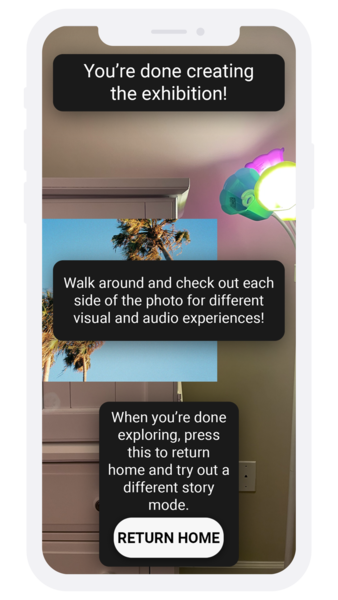 You’re done creating
the exhibition!
Walk around and check out each
side of the photo for different
visual and audio experiences!
When you’re done
exploring, press
this to return
home and try out a
different story
mode.
RETURN HOME